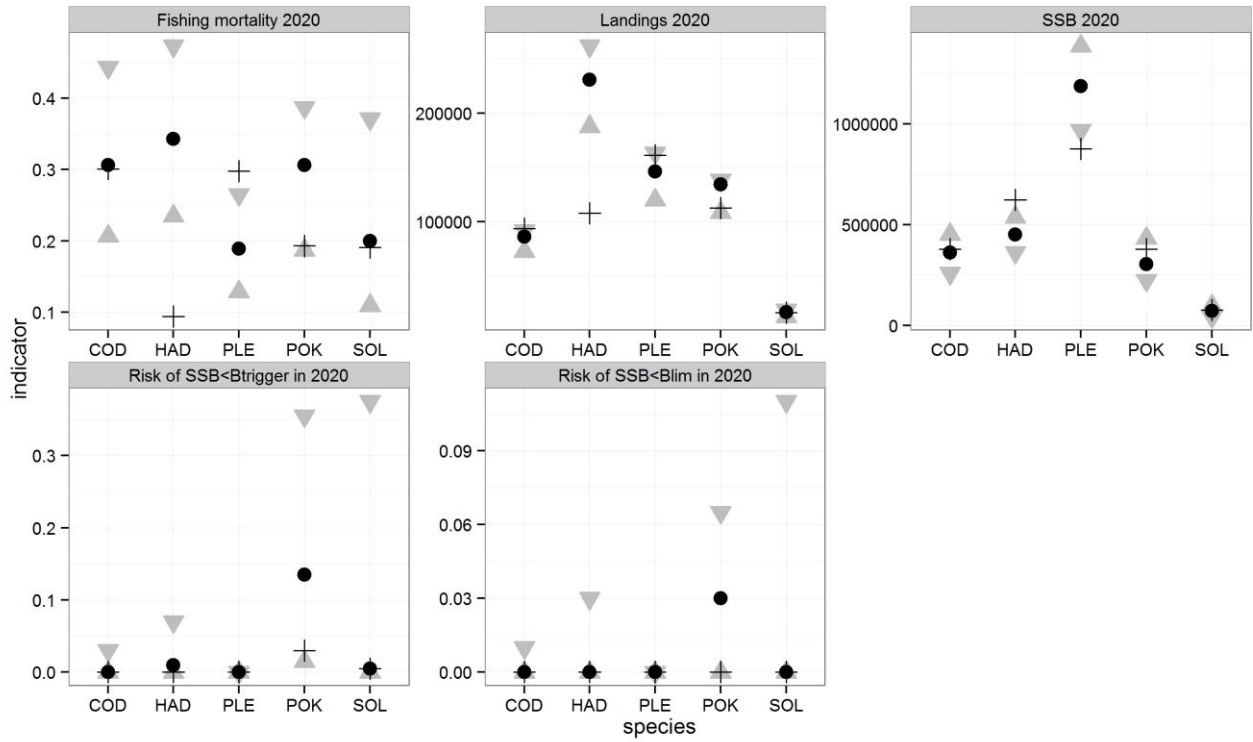 Fishing mortality 2020
Landings 2020
SSB 2020
0.4
0.3
0.2
0.1
200000
100000
1000000
500000
0
COD HAD PLE POK SOL
COD HAD PLE POK SOL
COD HAD PLE POK SOL
indicator
Risk of SSB<Btrigger in 2020
Risk of SSB<Blim in 2020
0.3
0.2
0.1
0.0
0.09
0.06
0.03
0.00
COD HAD PLE POK SOL
COD HAD PLE POK SOL
species